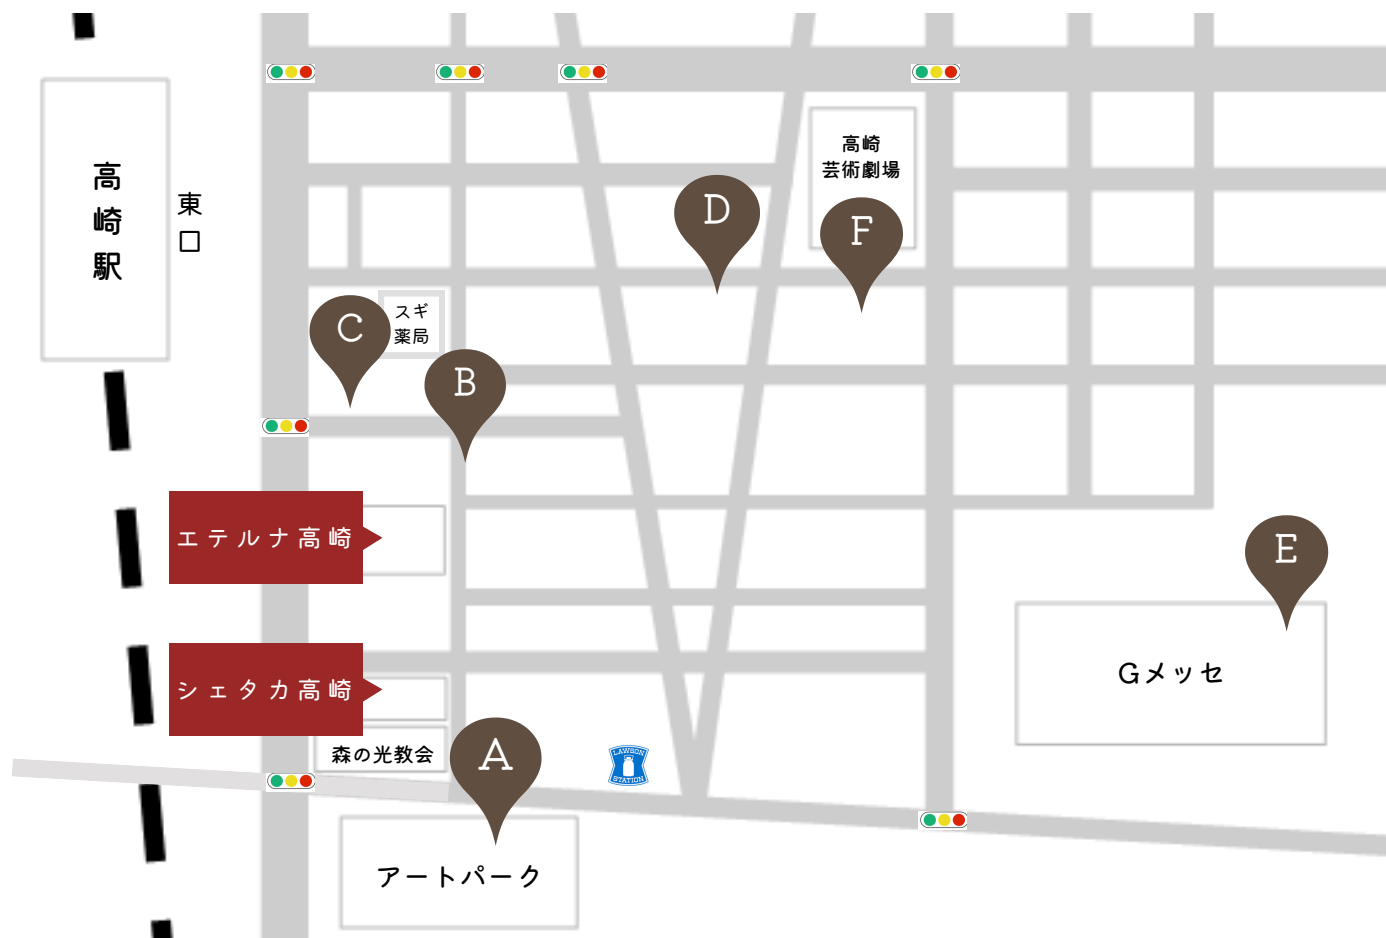 高崎駅
東口
高崎
芸術劇場
D
F
C
スギ
薬局
B
エテルナ高崎
E
シェタカ高崎
Gメッセ
森の光教会
A
LAWSON
STATION
アートパーク